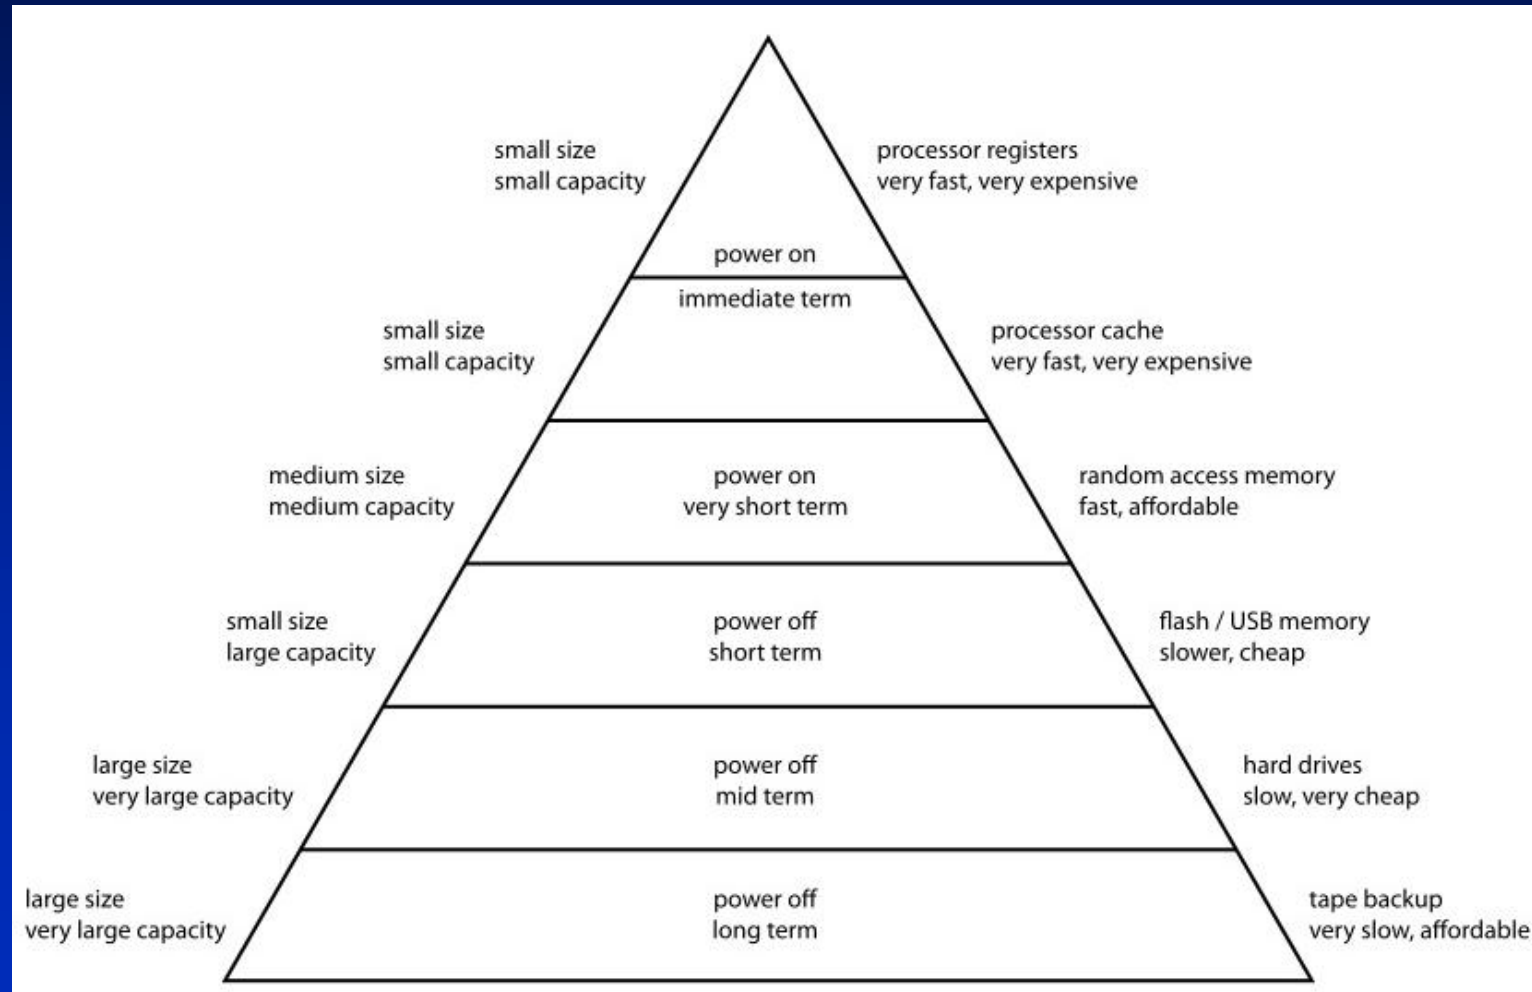 small size
small capacity
processor registers
very fast, very expensive
power on
immediate term
small size
small capacity
processor cache
very fast, very expensive
medium size
medium capacity
power on
very short term
random access memory
fast, affordable
small size
large capacity
power off
short term
flash / USB memory
slower, cheap
large size
very large capacity
power off
mid term
hard drives
slow, very cheap
large size
very large capacity
power off
long term
tape backup
very slow, affordable